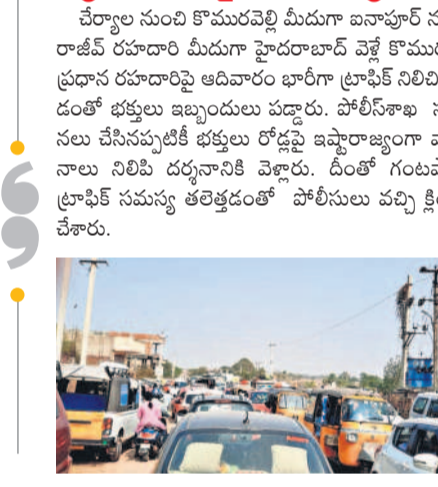 చేర్యాల నుంచి కొమురవెల్లి మీదుగా ఐనాపూర్
రాజీవ్ రహదారి మీదుగా హైదరాబాద్ వెళ్లే
ప్రధాన రహదారిపై ఆదివారం భారీగా ట్రాఫిక్
డంతో భక్తులు ఇబ్బందులు పడ్డారు. పోలీస్‌శాఖ
నలు చేసినప్పటికీ భక్తులు రోడ్లపై ఇష్టారాజ్యంగా
నాలు నిలిపి దర్శనానికి వెళ్లారు. దీంతో
ట్రాఫిక్ సమస్య తలెత్తడంతో పోలీసులు వచ్చి
చేశారు.